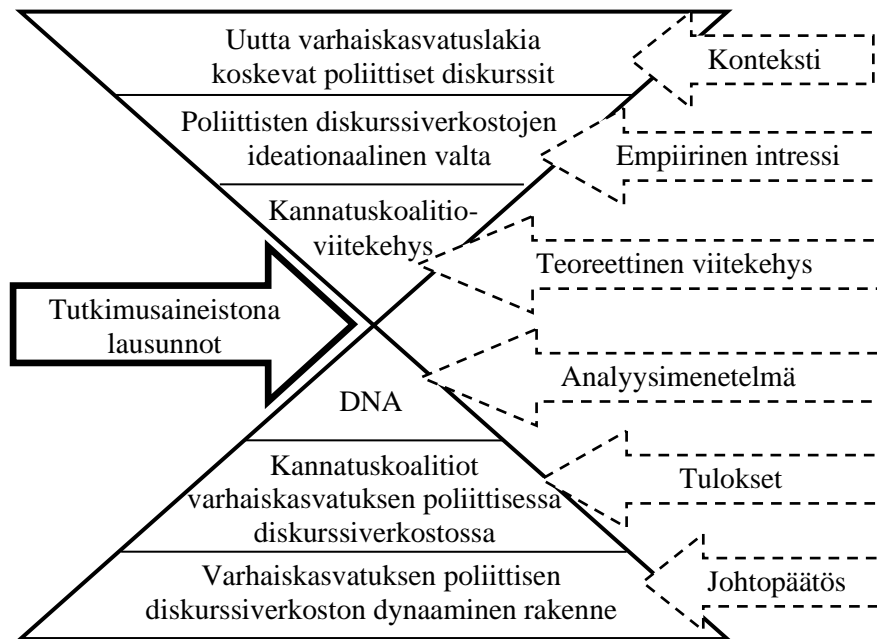 Uutta varhaiskasvatuslakia
koskevat poliittiset diskurssit
Konteksti
Poliittisten diskurssiverkostojen
ideationaalinen valta
Empiirinen intressi
Kannatuskoalitio-
viitekehys
Teoreettinen viitekehys
Tutkimusaineistona
lausunnot
Analyysimenetelmä
DNA
Kannatuskoalitiot
varhaiskasvatuksen poliittisessa
diskurssiverkostossa
Tulokset
Varhaiskasvatuksen poliittisen
diskurssiverkoston dynaaminen rakenne
Johtopäätös